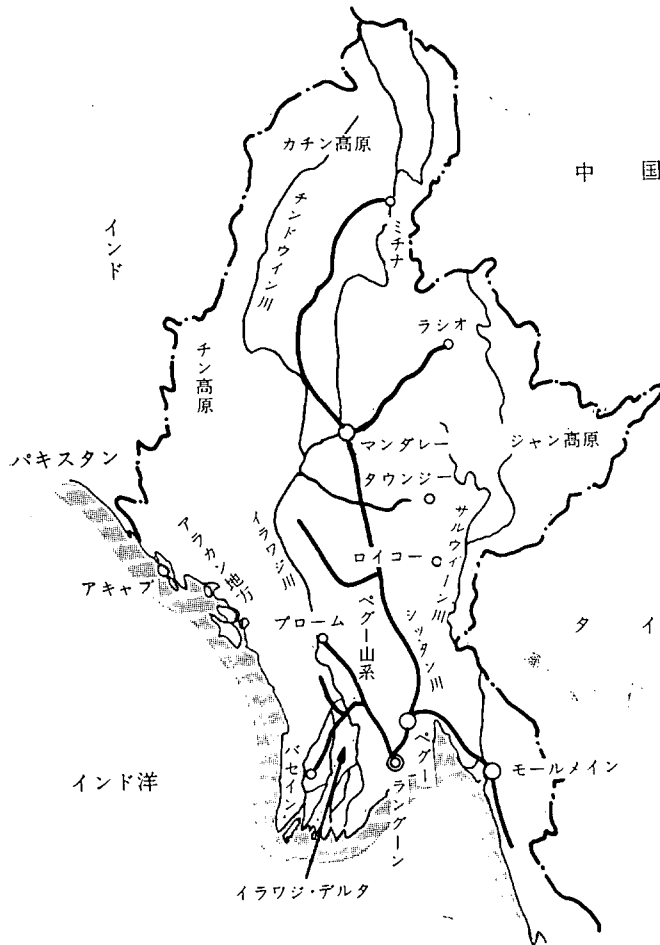 カチン高原
中国
インド
チンドウイン川
ミチナ
ラシオ
チン高原
マンダレー
ジャン高原
パキスタン
タウンジー
アラカン地方
イラワジ川
サルウィーン川
アキャブ
ロイコー
プローム
ペグー山系
シッタン川
タイ
インド洋
バセイン
ペグー
ラングーン
モールメイン
イラワジ・デルタ